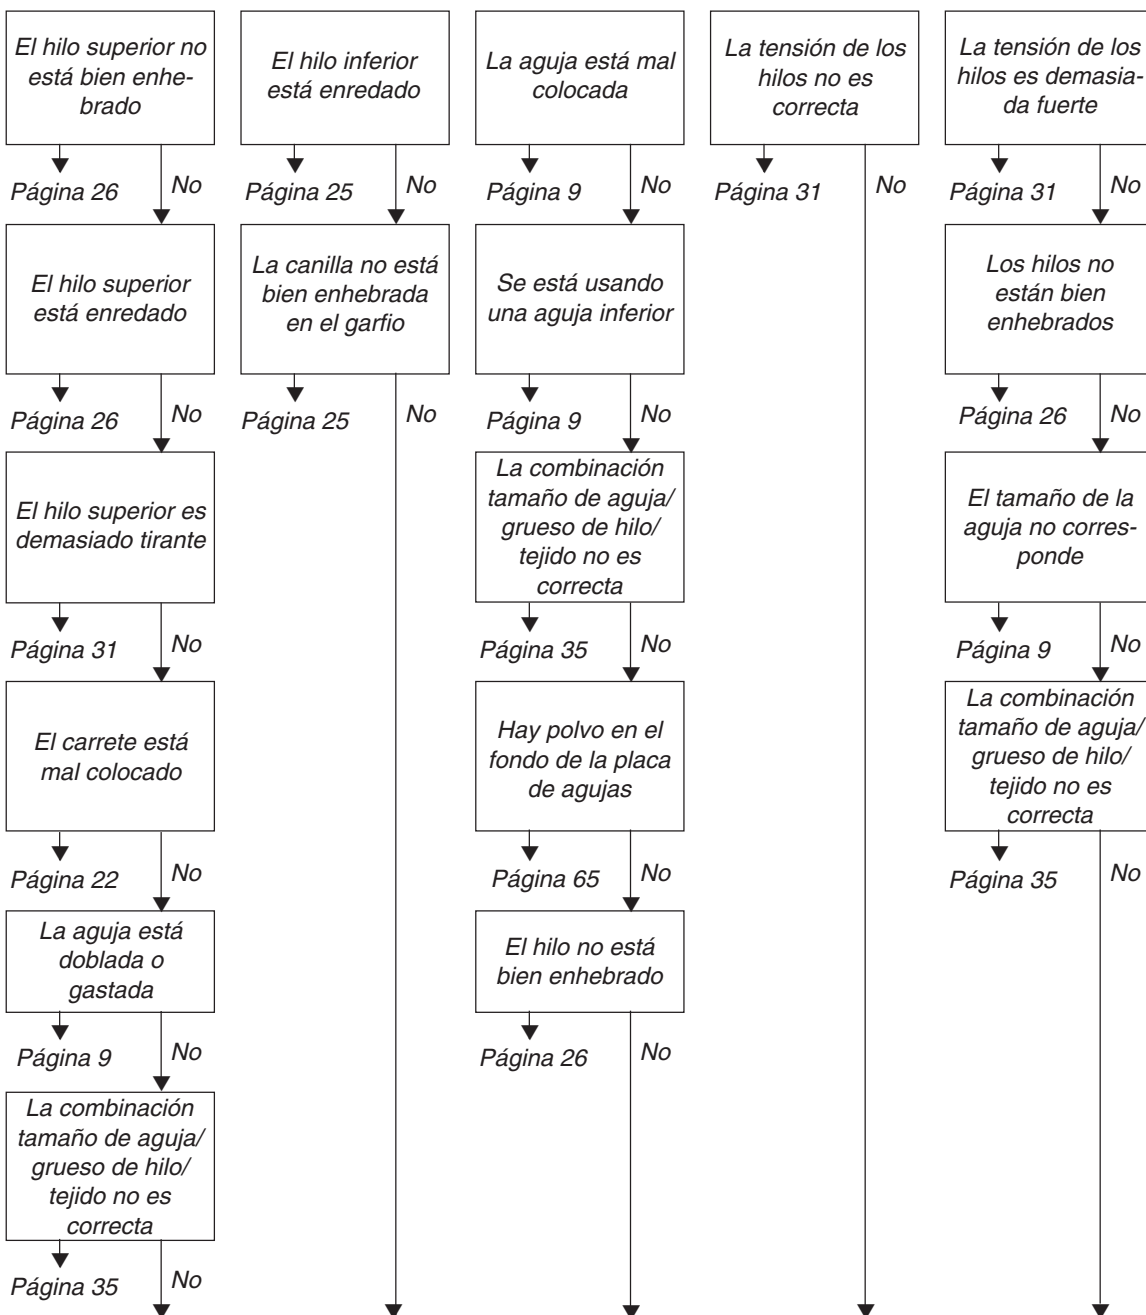 El hilo superior no
está bien enhe-
brado
Página 26
No
El hilo superior
está enredado
Página 26
No
El hilo superior es
demasiado tirante
Página 31
No
El carrete está
mal colocado
Página 22
No
La aguja está
doblada o
gastada
Página 9
No
La combinación
tamaño de aguja/
grueso de hilo/
tejido no es
correcta
Página 35
No
El hilo inferior
está enredado
Página 25
No
La canilla no está
bien enhebrada
en el garfio
Página 25
No
La aguja está mal
colocada
Página 9
No
Se está usando
una aguja inferior
Página 9
No
La combinación
tamaño de aguja/
grueso de hilo/
tejido no es
correcta
Página 35
No
Hay polvo en el
fondo de la placa
de agujas
Página 65
No
El hilo no está
bien enhebrado
Página 26
No
La tensión de los
hilos no es
correcta
Página 31
No
La tensión de los
hilos es demasia-
da fuerte
Página 31
No
Los hilos no
están bien
enhebrados
Página 26
No
El tamaño de la
aguja no corres-
ponde
Página 9
No
La combinación
tamaño de aguja/
grueso de hilo/
tejido no es
correcta
Página 35
No